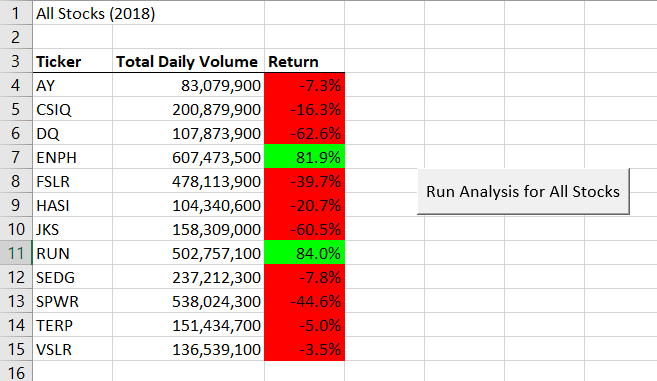 1 All Stocks (2018)
2
3 Ticker Total Daily Volume Return
4 AY 83,079,900 -7.3%
5 CSIQ 200,879,900 -16.3%
6 DQ 107,873,900 -62.6%
7 ENPH 607,473,500 81.9%
8 FSLR 478,113,900 -39.7%
Run Analysis for All Stocks
9 HASI 104,340,600 -20.7%
10 JKS 158,309,000 -60.5%
11 RUN 502,757,100 84.0%
12 SEDG 237,212,300 -7.8%
13 SPWR 538,024,300 -44.6%
14 TERP 151,434,700 -5.0%
15 VSLR 136,539,100 -3.5%
16